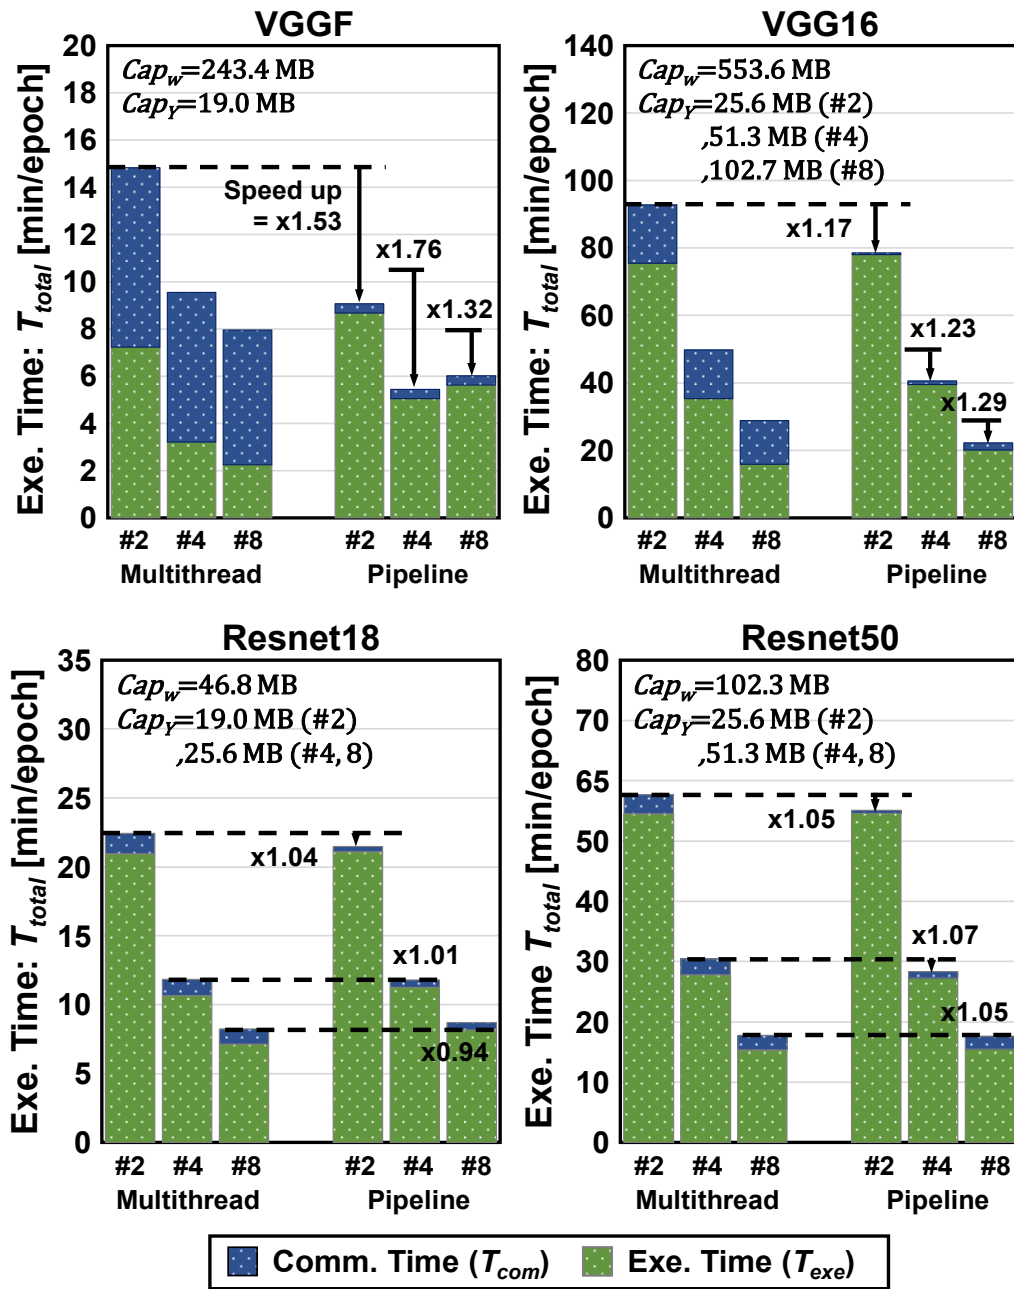 VGGF
Exe. Time: T_total [min/epoch]
20
18
16
14
12
10
8
6
4
2
0
Cap_w=243.4 MB
Cap_Y=19.0 MB
Speed up
= x1.53
x1.76
x1.32
#2 #4 #8 #2 #4 #8
Multithread Pipeline
VGG16
Exe. Time: T_total [min/epoch]
140
120
100
80
60
40
20
0
Cap_w=553.6 MB
Cap_Y=25.6 MB (#2)
,51.3 MB (#4)
,102.7 MB (#8)
x1.17
x1.23
x1.29
#2 #4 #8 #2 #4 #8
Multithread Pipeline
Resnet18
Exe. Time: T_total [min/epoch]
35
30
25
20
15
10
5
0
Cap_w=46.8 MB
Cap_Y=19.0 MB (#2)
,25.6 MB (#4, 8)
x1.04
x1.01
x0.94
#2 #4 #8 #2 #4 #8
Multithread Pipeline
Resnet50
Exe. Time T_total [min/epoch]
80
70
65
50
40
30
20
10
0
Cap_w=102.3 MB
Cap_Y=25.6 MB (#2)
,51.3 MB (#4, 8)
x1.05
x1.07
x1.05
#2 #4 #8 #2 #4 #8
Multithread Pipeline
Comm. Time (T_com) Exe. Time (T_exe)